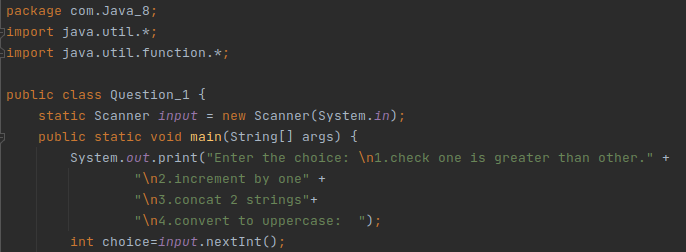 package com.Java_8;
import java.util.*;
import java.util.function.*;
public class Question_1 {
static Scanner input = new Scanner(System.in);
public static void main(String[] args) {
System.out.print("Enter the choice: \n1.check one is greater than other." +
"\n2.increment by one" +
"\n3.concat 2 strings"+
"\n4.convert to uppercase:  ");
int choice=input.nextInt();